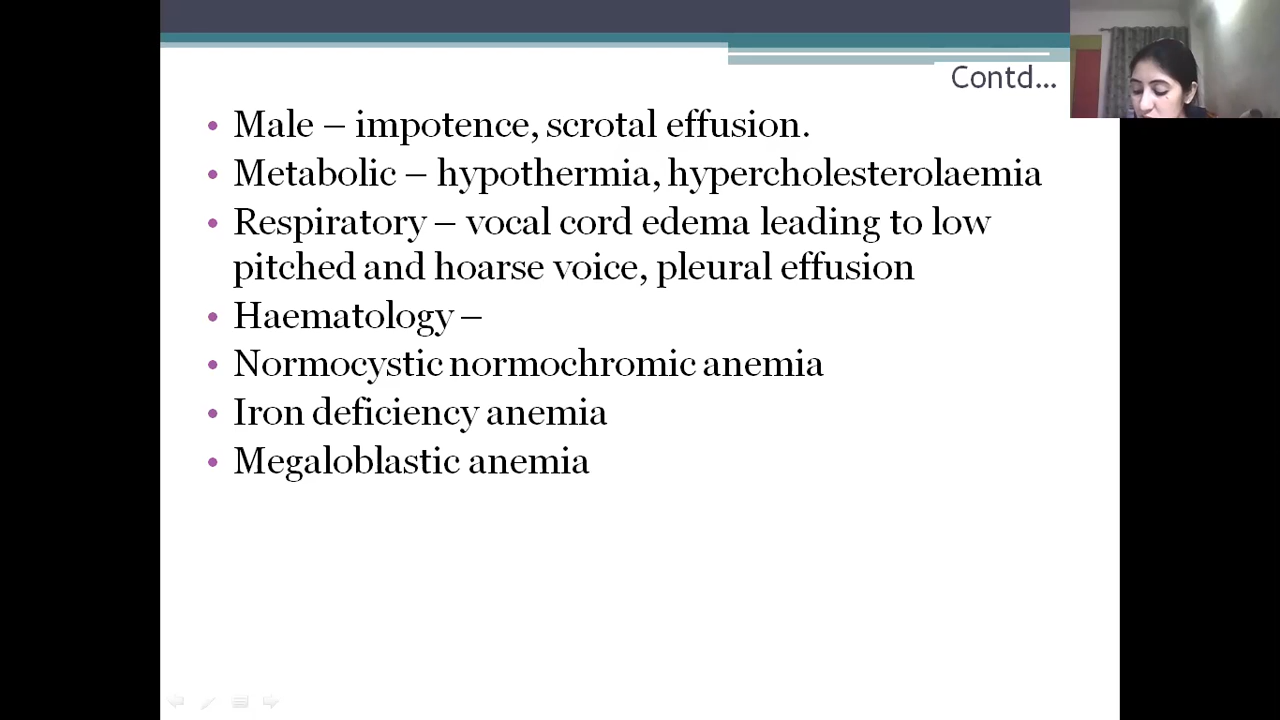 Contd...
• Male – impotence, scrotal effusion.
• Metabolic – hypothermia, hypercholesterolaemia
• Respiratory – vocal cord edema leading to low
pitched and hoarse voice, pleural effusion
• Haematology –
• Normocystic normochromic anemia
• Iron deficiency anemia
• Megaloblastic anemia